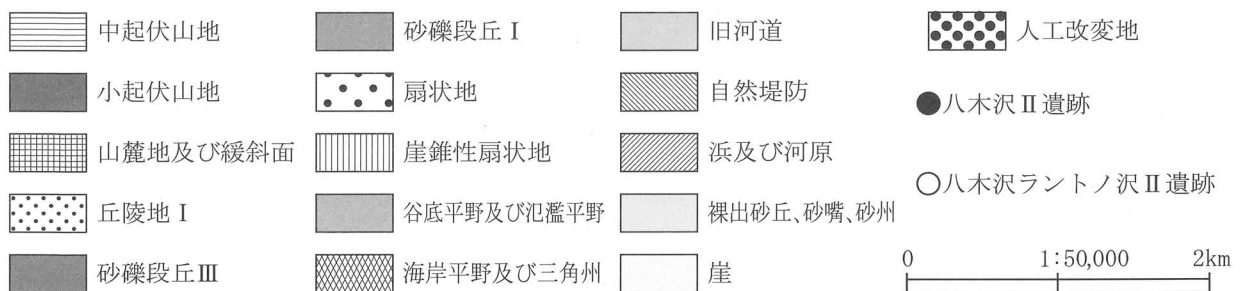 中起伏山地
小起伏山地
山麓地及び緩斜面
丘陵地Ⅰ
砂礫段丘Ⅲ
砂礫段丘Ⅰ
扇状地
崖錐性扇状地
谷底平野及び氾濫平野
海岸平野及び三角州
旧河道
自然堤防
浜及び河原
裸出砂丘、砂嘴、砂州
崖
人工改変地
●八木沢Ⅱ遺跡
○八木沢ラントノ沢Ⅱ遺跡
0 1:50,000 2km